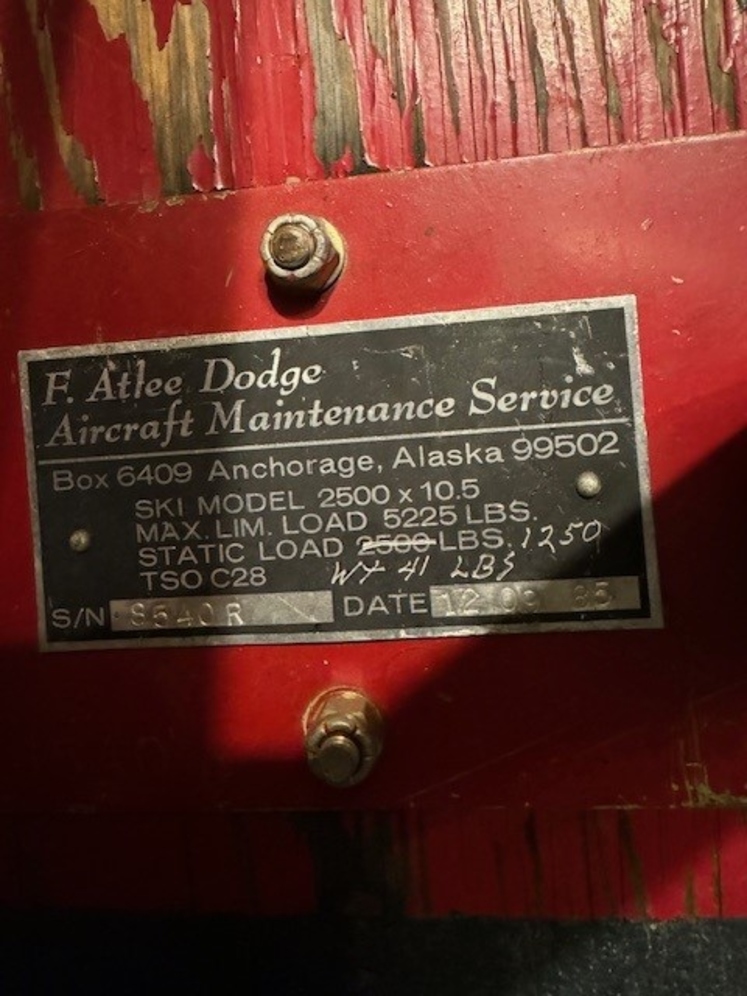 F. Atlee Dodge
Aircraft Maintenance Service
Box 6409 Anchorage, Alaska 99502
SKI MODEL 2500 x 10.5
MAX. LIM. LOAD 5225 LBS.
STATIC LOAD 2500 LBS. 1250
TSO C28 WT 41 LBS
S/N 8540R DATE 12 09 85